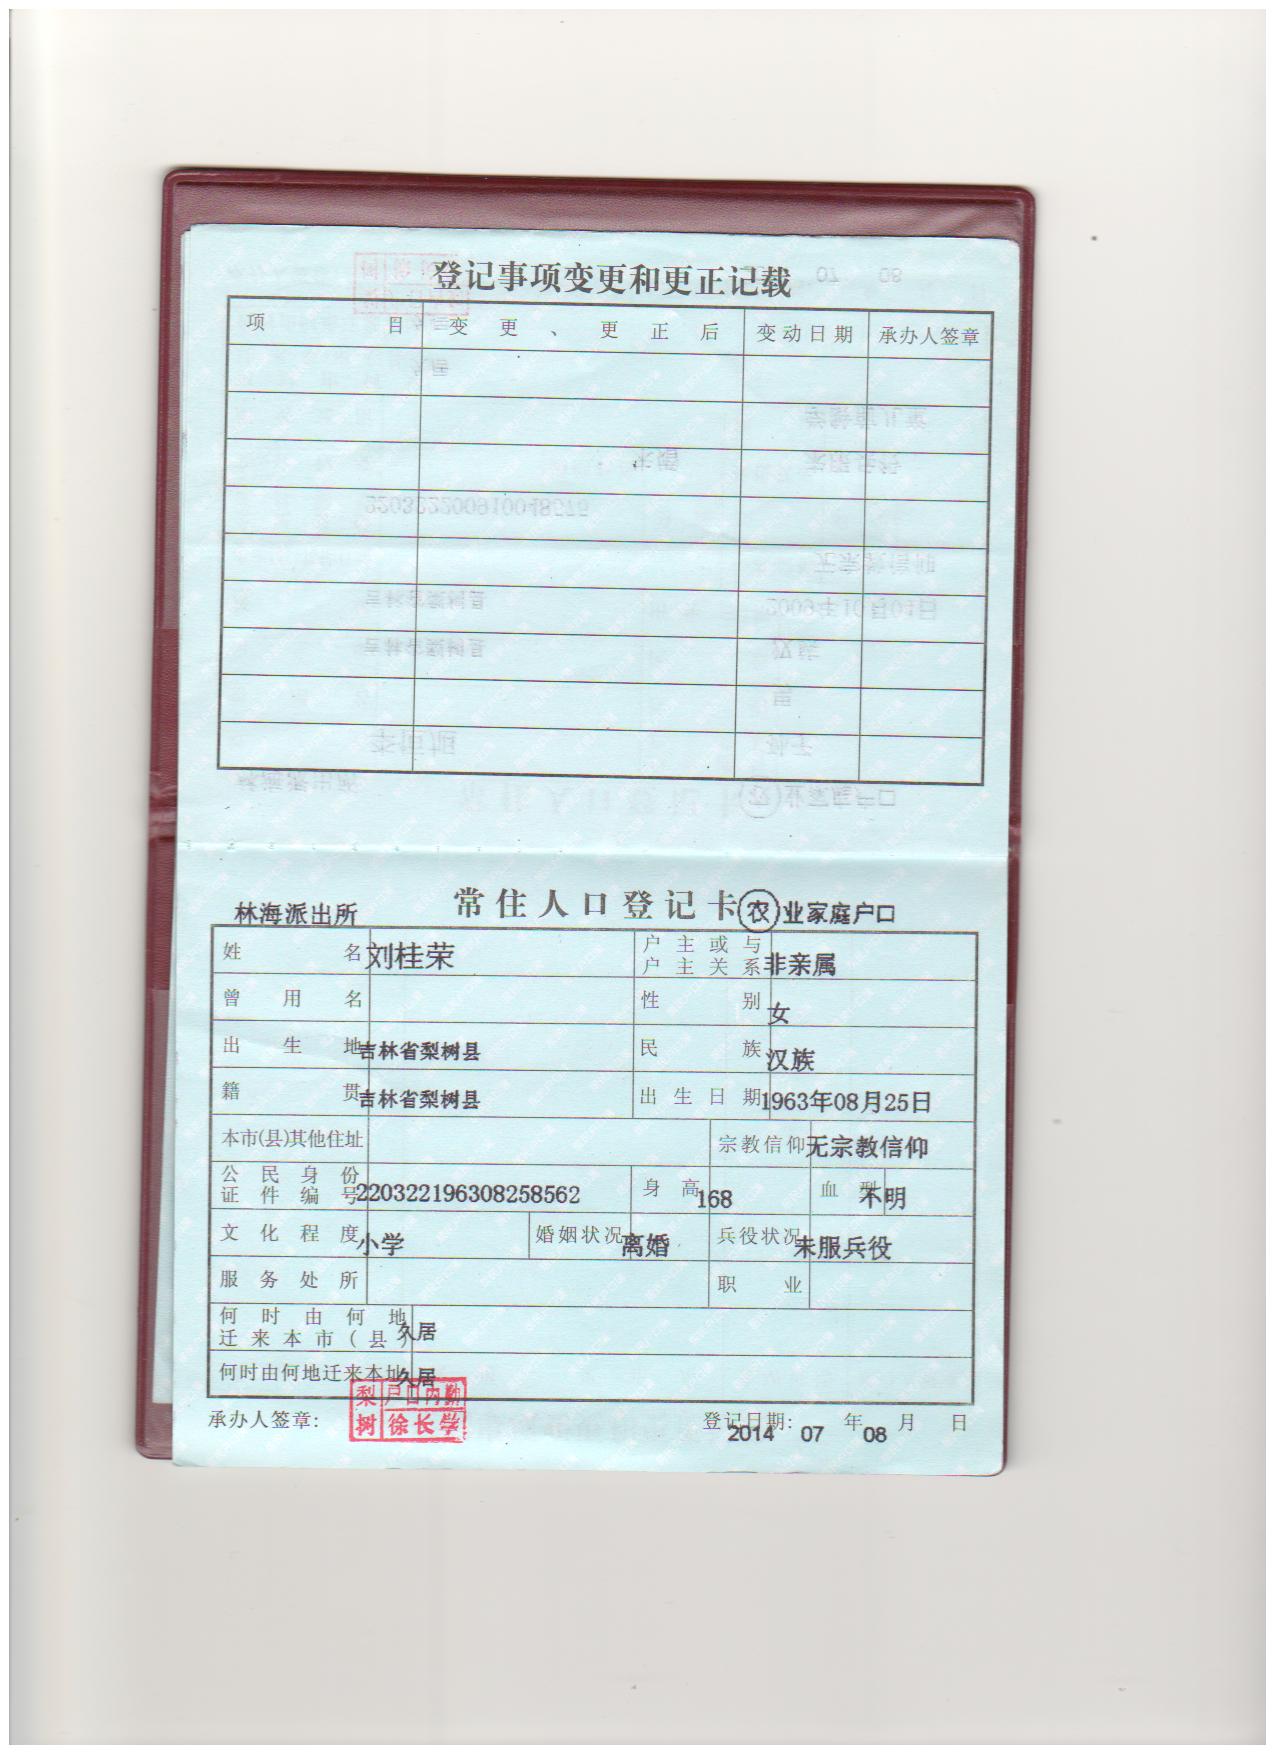 登记事项变更和更正记载
项 目 变 更 、 更 正 后 变动日期 承办人签章
常住人口登记卡
林海派出所 农业家庭户口
姓 名 刘桂荣 户主或与户主关系 非亲属
曾 用 名 性 别 女
出 生 地 吉林省梨树县 民 族 汉族
籍 贯 吉林省梨树县 出生日期 1963年08月25日
本市(县)其他住址 宗教信仰 无宗教信仰
公民身份证件编号 220322196308258562 身高 168 血型 不明
文化程度 小学 婚姻状况 离婚 兵役状况 未服兵役
服务处所 职 业
何时由何地迁来本市(县) 久居
何时由何地迁来本址 久居
承办人签章: 梨树 户口内勤 徐长学 登记日期: 2014 年 07 月 08 日